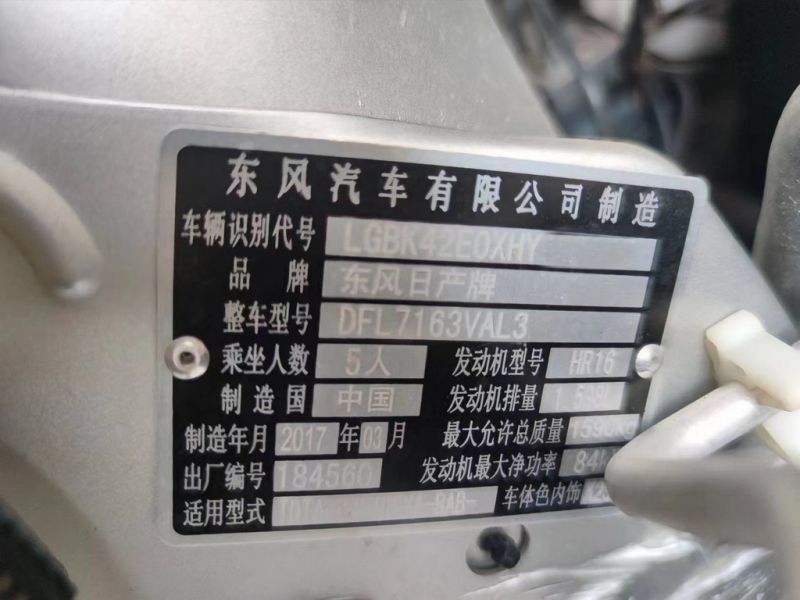 东风汽车有限公司制造
车辆识别代号 LGBK42E0XHY
品牌 东风日产牌
整车型号 DFL7163VAL3
乘坐人数 5人 发动机型号 HR16
制造国 中国 发动机排量 1.598
制造年月 2017 年 03 月 最大允许总质量 1590
出厂编号 184560 发动机最大净功率 84
适用型式 车体色内饰